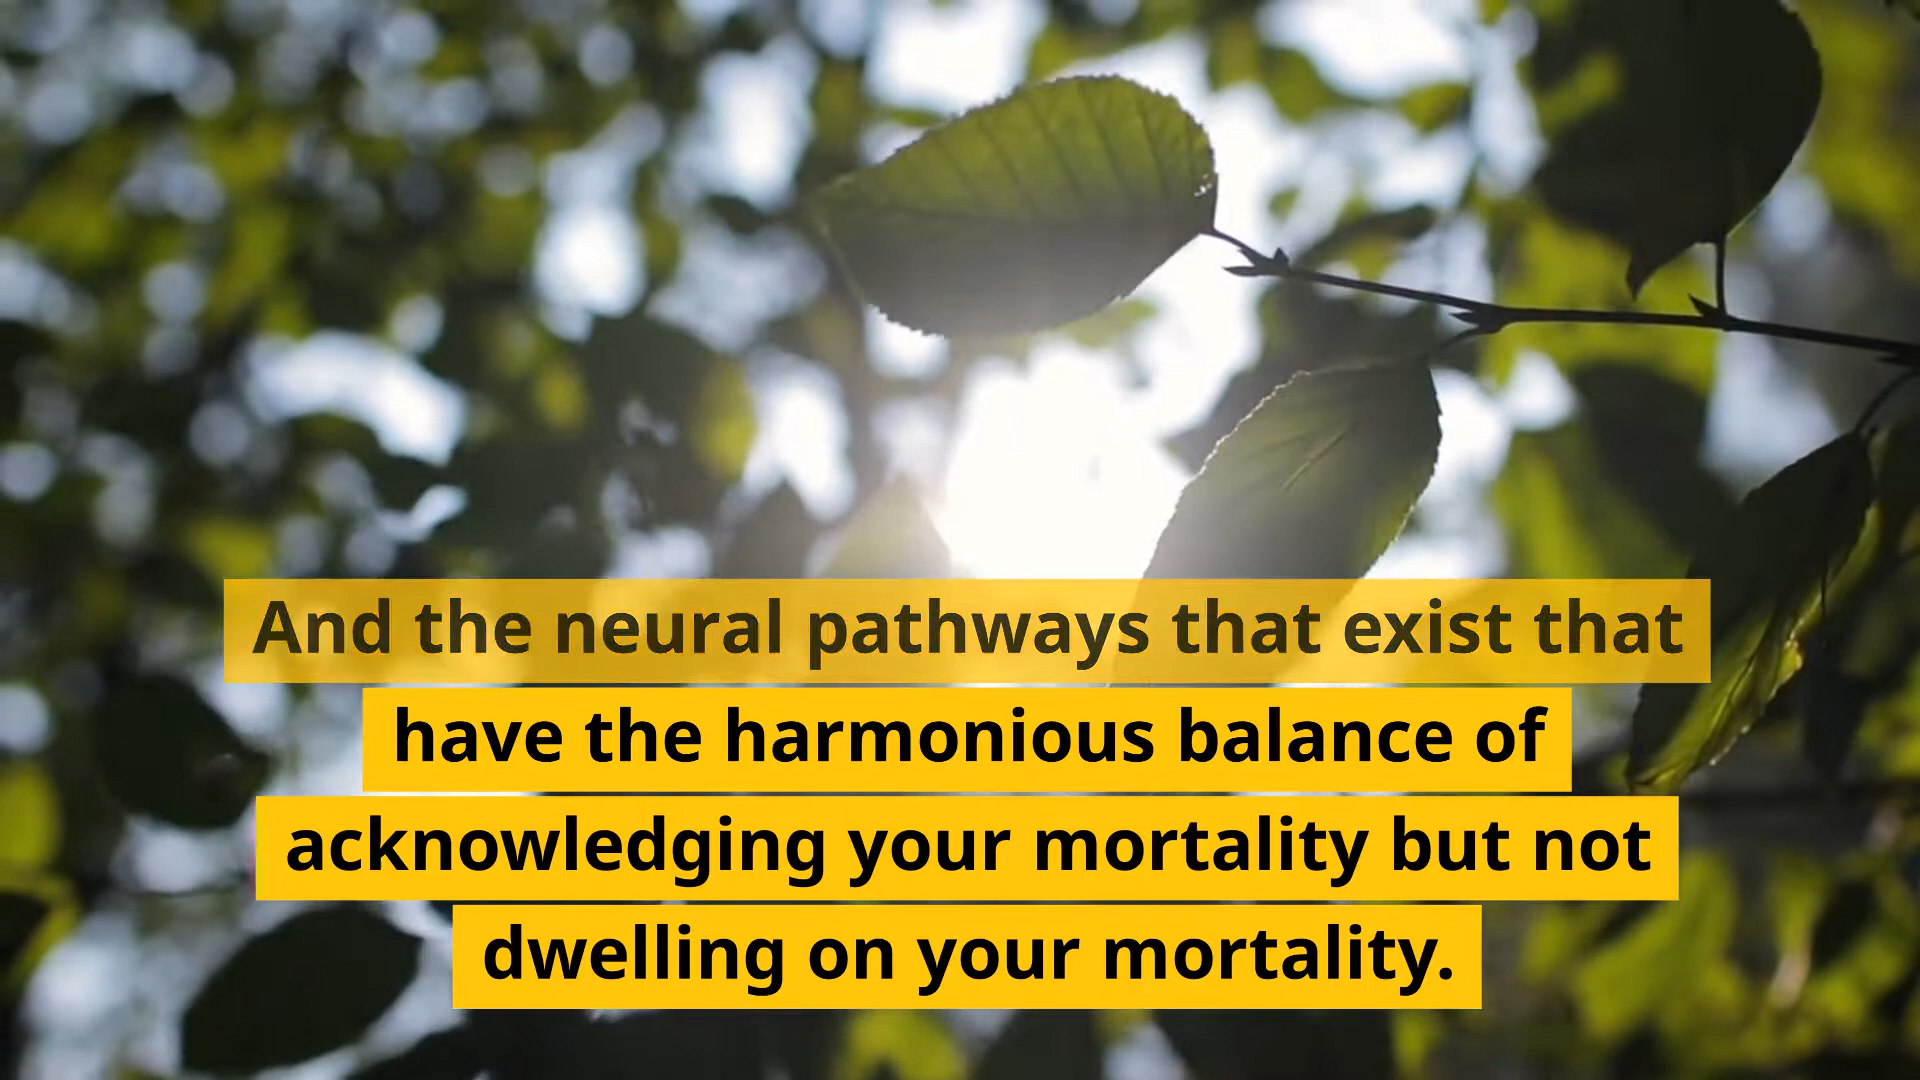 And the neural pathways that exist that
have the harmonious balance of
acknowledging your mortality but not
dwelling on your mortality.